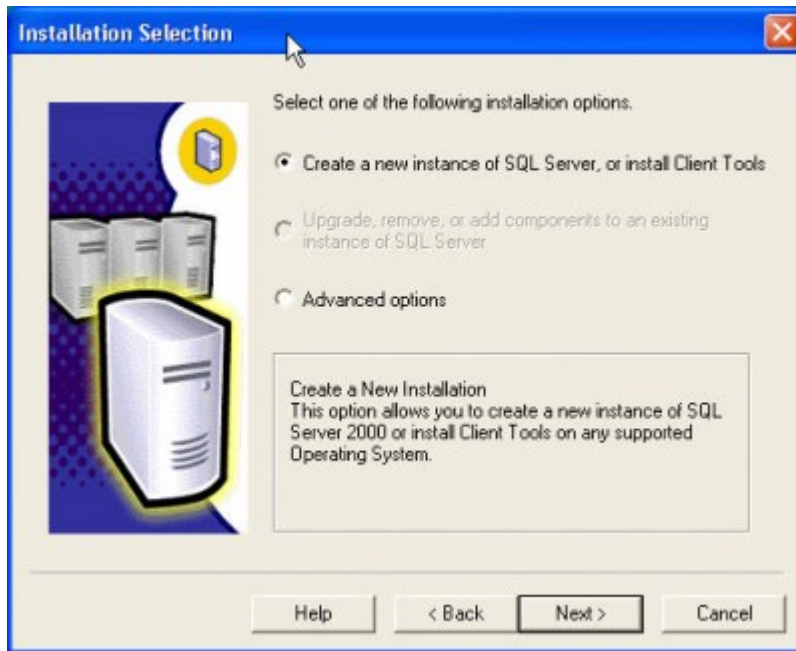 Installation Selection
Select one of the following installation options.
Create a new instance of SQL Server, or install Client Tools
Upgrade, remove, or add components to an existing
instance of SQL Server
Advanced options
Create a New Installation
This option allows you to create a new instance of SQL
Server 2000 or install Client Tools on any supported
Operating System.
Help < Back Next > Cancel